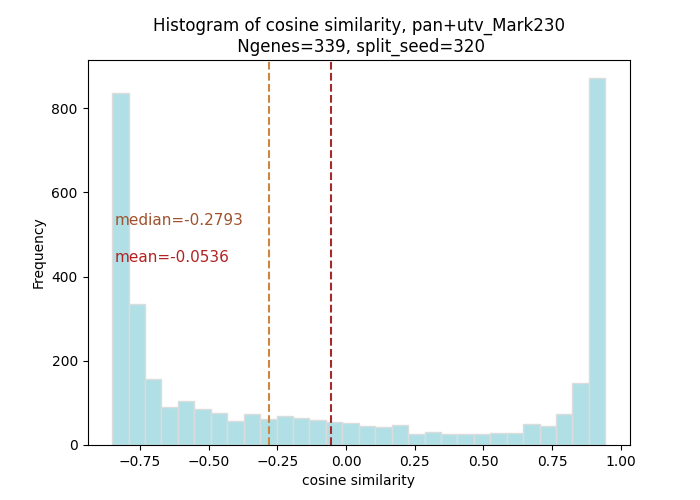 Histogram of cosine similarity, pan+utv_Mark230
Ngenes=339, split_seed=320
Frequency
800
600
400
200
0
median=-0.2793
mean=-0.0536
−0.75 −0.50 −0.25 0.00 0.25 0.50 0.75 1.00
cosine similarity